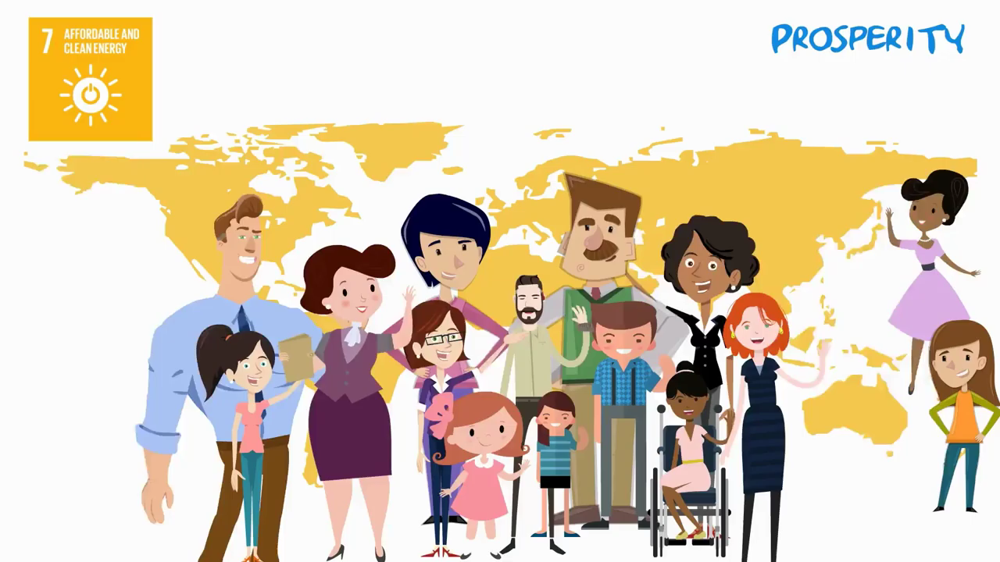 7 AFFORDABLE AND
CLEAN ENERGY
PROSPERITY